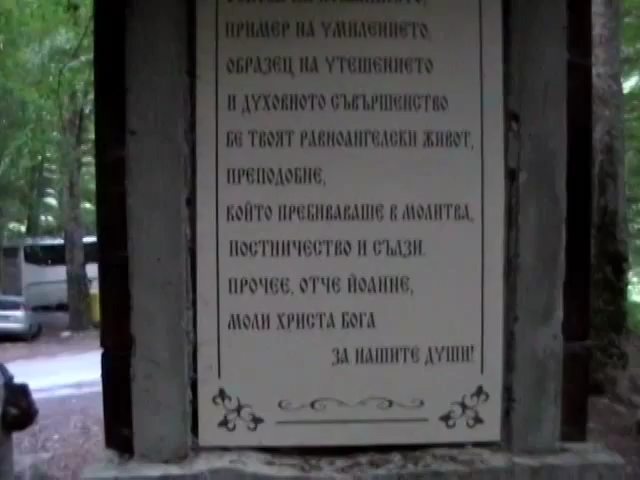 ПРИМЕР НА УМИЛЕНИЕТО,
ОБРАЗЕЦ НА УТЕШЕНИЕТО
И ДУХОВНОТО СЪВЪРШЕНСТВО
БЕ ТВОЯТ РАВНОАНГЕЛСКИ ЖИВОТ,
ПРЕПОДОБНЕ,
КОЙТО ПРЕБИВАВАШЕ В МОЛИТВА,
ПОСТНИЧЕСТВО И СЪЛЗИ.
ПРОЧЕЕ, ОТЧЕ ЙОАННЕ,
МОЛИ ХРИСТА БОГА
ЗА НАШИТЕ ДУШИ!